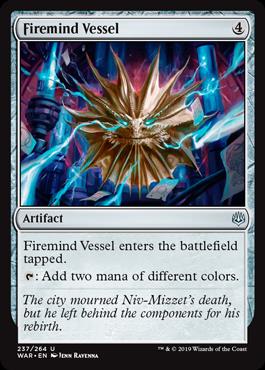 Firemind Vessel 4
Artifact
Firemind Vessel enters the battlefield
tapped.
: Add two mana of different colors.
The city mourned Niv-Mizzet's death,
but he left behind the components for his
rebirth.
237/264 U
WAR • EN Jenn Ravenna
™ & © 2019 Wizards of the Coast